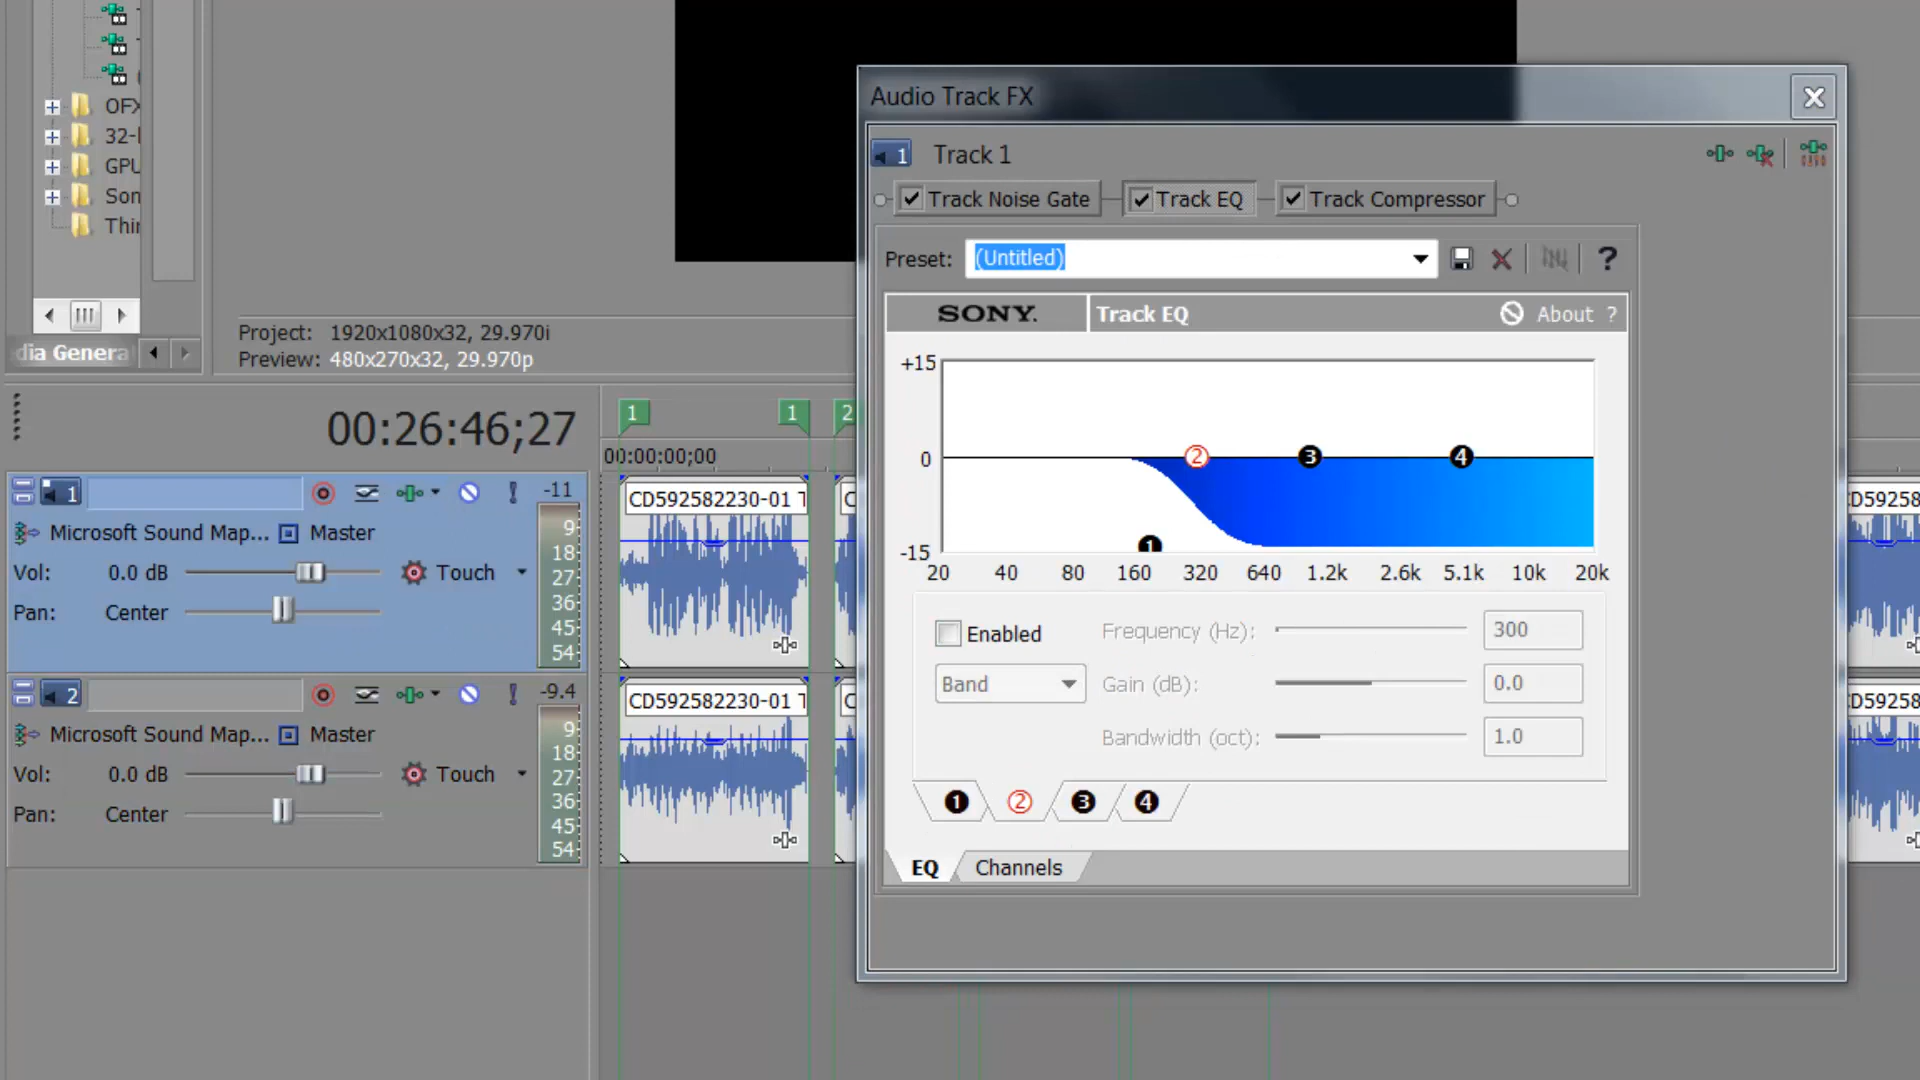 OFX
32-
GPU
Son
Thir
dia Genera
Project: 1920x1080x32, 29.970i
Preview: 480x270x32, 29.970p
Audio Track FX
1 Track 1
Track Noise Gate
Track EQ
Track Compressor
Preset: (Untitled)
?
SONY. Track EQ About ?
+15
0
-15
1
2
3
4
20 40 80 160 320 640 1.2k 2.6k 5.1k 10k 20k
Enabled
Band
Frequency (Hz): 300
Gain (dB): 0.0
Bandwidth (oct): 1.0
1 2 3 4
EQ Channels
00:26:46;27
1 1 2
00:00:00;00
1 -11
Microsoft Sound Map... Master
Vol: 0.0 dB Touch
Pan: Center
9
18
27
36
45
54
CD592582230-01 T
C
CD59258
2 -9.4
Microsoft Sound Map... Master
Vol: 0.0 dB Touch
Pan: Center
9
18
27
36
45
54
CD592582230-01 T
C
CD59258